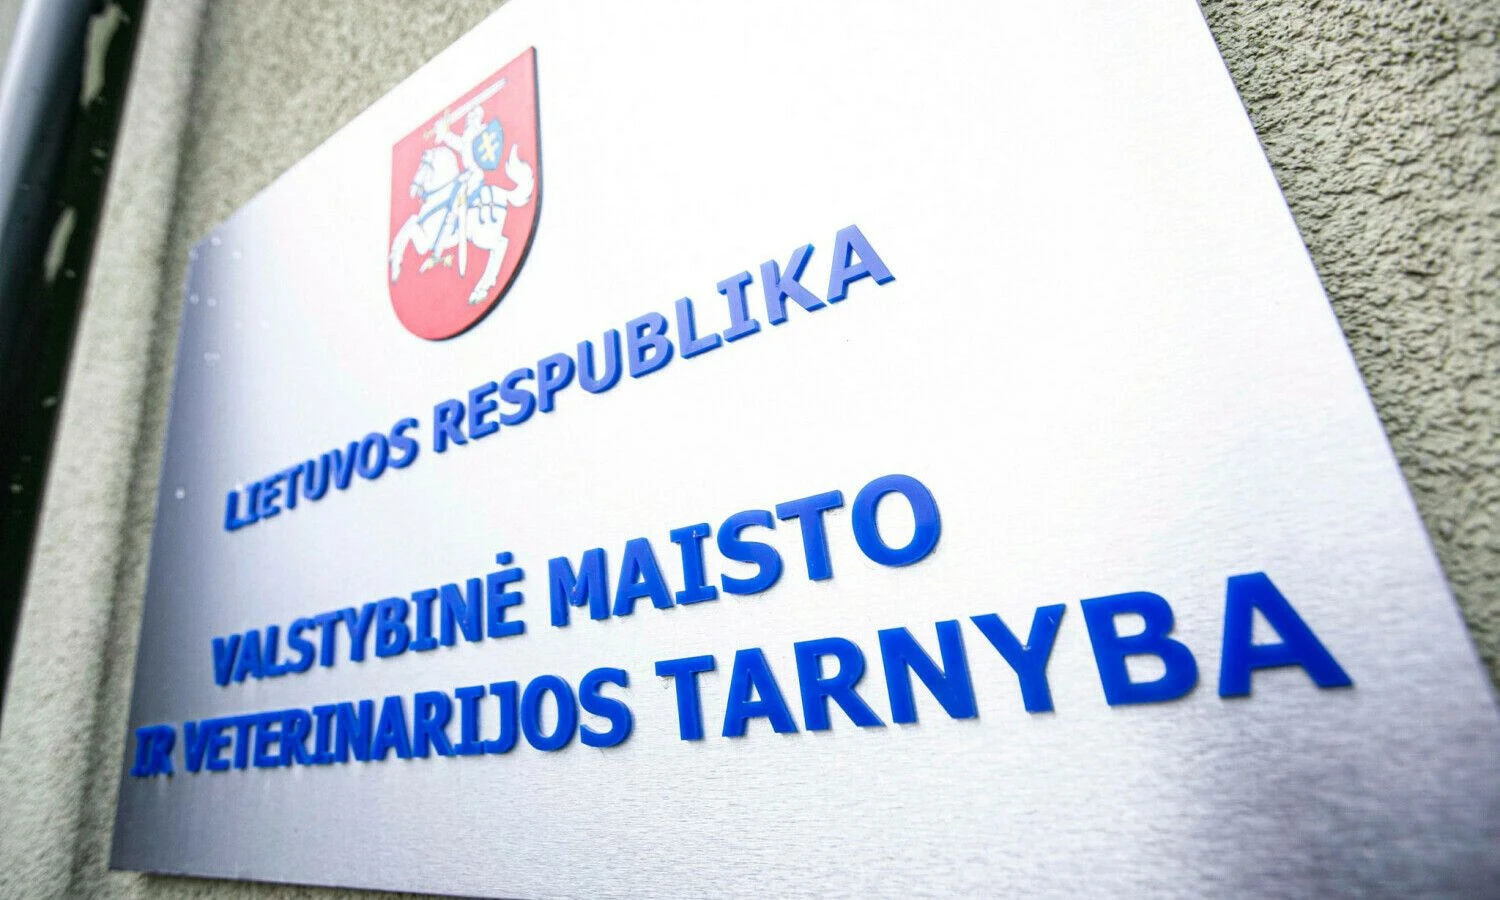 LIETUVOS RESPUBLIKA
VALSTYBINĖ MAISTO
IR VETERINARIJOS TARNYBA